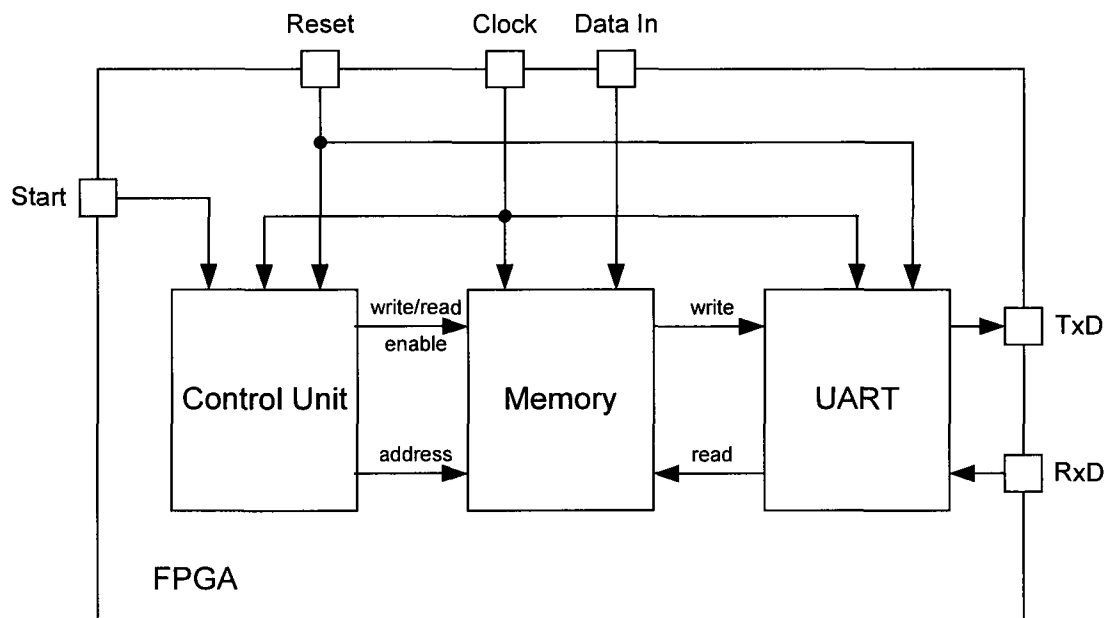 Reset
Clock
Data In
Start
write/read
enable
write
TxD
Control Unit
Memory
UART
address
read
RxD
FPGA